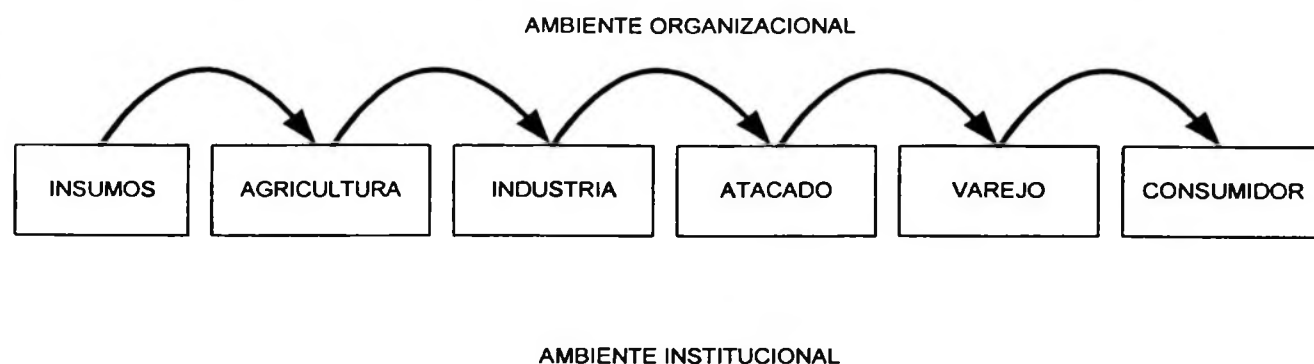 AMBIENTE ORGANIZACIONAL
INSUMOS
AGRICULTURA
INDUSTRIA
ATACADO
VAREJO
CONSUMIDOR
AMBIENTE INSTITUCIONAL